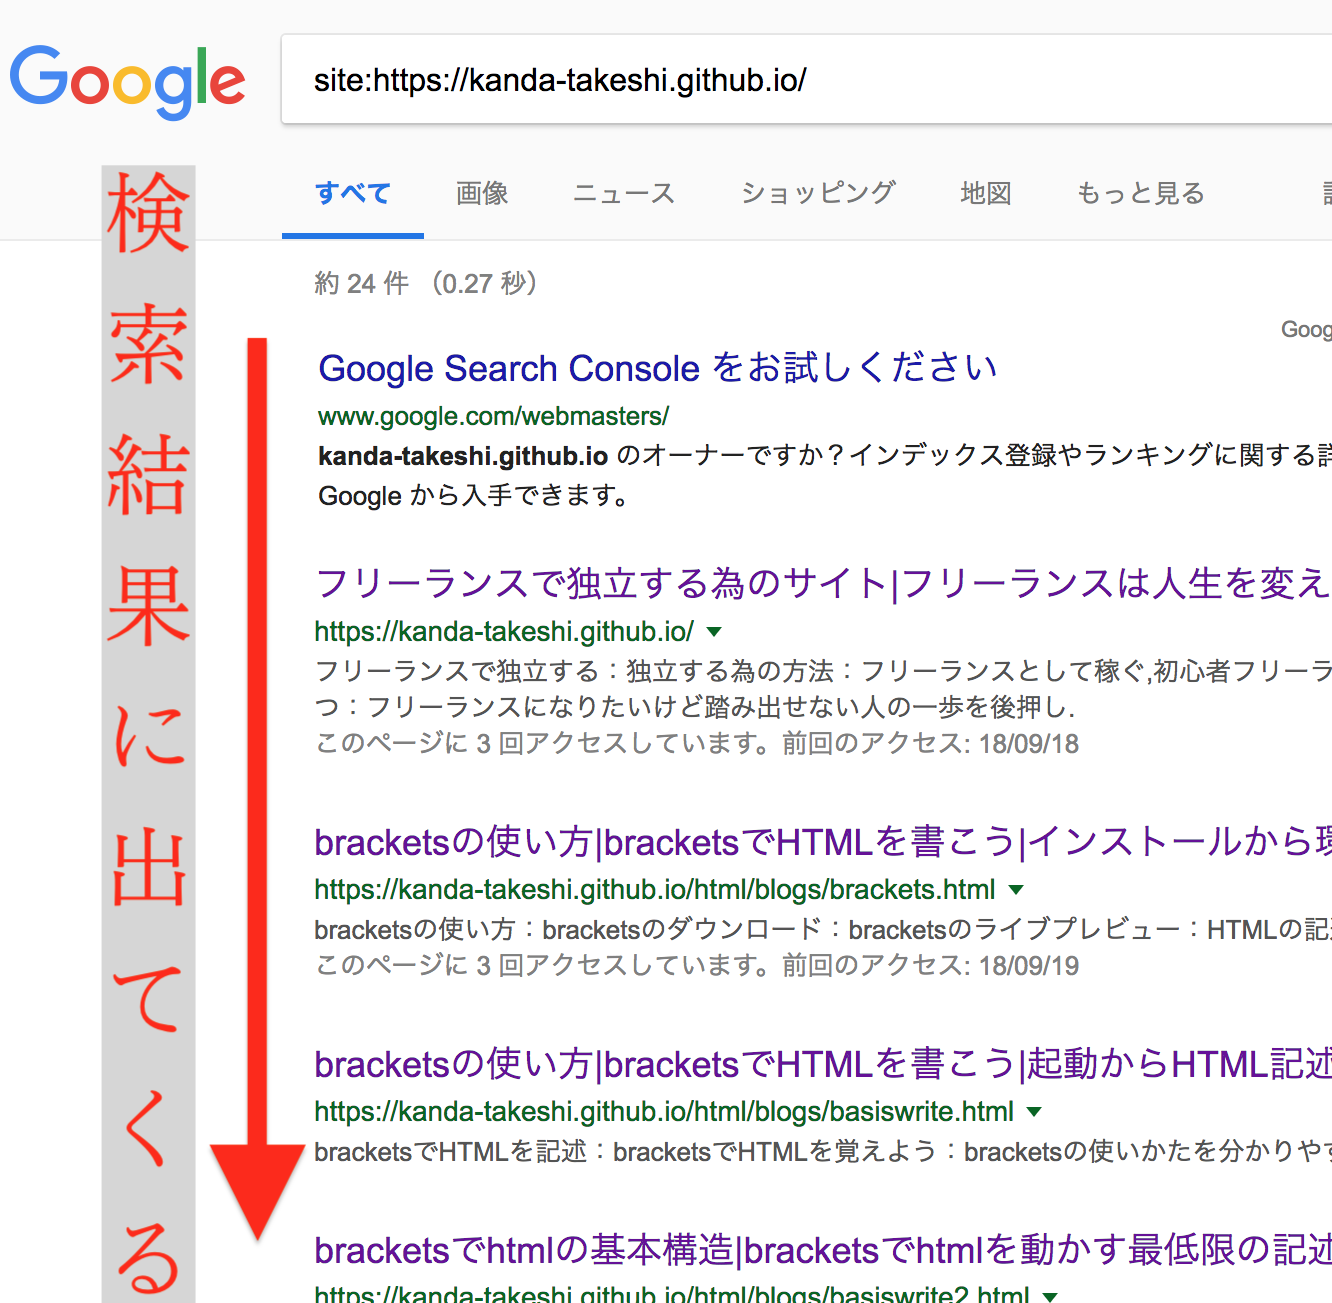 Google
site:https://kanda-takeshi.github.io/
すべて 画像 ニュース ショッピング 地図 もっと見る
約 24 件 （0.27 秒）
Goog
Google Search Console をお試しください
www.google.com/webmasters/
kanda-takeshi.github.io のオーナーですか？インデックス登録やランキングに関する詳
Google から入手できます。
フリーランスで独立する為のサイト|フリーランスは人生を変え
https://kanda-takeshi.github.io/
フリーランスで独立する：独立する為の方法：フリーランスとして稼ぐ,初心者フリーラ
つ：フリーランスになりたいけど踏み出せない人の一歩を後押し.
このページに 3 回アクセスしています。前回のアクセス: 18/09/18
bracketsの使い方|bracketsでHTMLを書こう|インストールから環
https://kanda-takeshi.github.io/html/blogs/brackets.html
bracketsの使い方：bracketsのダウンロード：bracketsのライブプレビュー：HTMLの記述
このページに 3 回アクセスしています。前回のアクセス: 18/09/19
bracketsの使い方|bracketsでHTMLを書こう|起動からHTML記述
https://kanda-takeshi.github.io/html/blogs/basiswrite.html
bracketsでHTMLを記述：bracketsでHTMLを覚えよう：bracketsの使いかたを分かりやす
bracketsでhtmlの基本構造|bracketsでhtmlを動かす最低限の記述
https://kanda-takeshi.github.io/html/blogs/basiswrite2.html
検索結果に出てくる